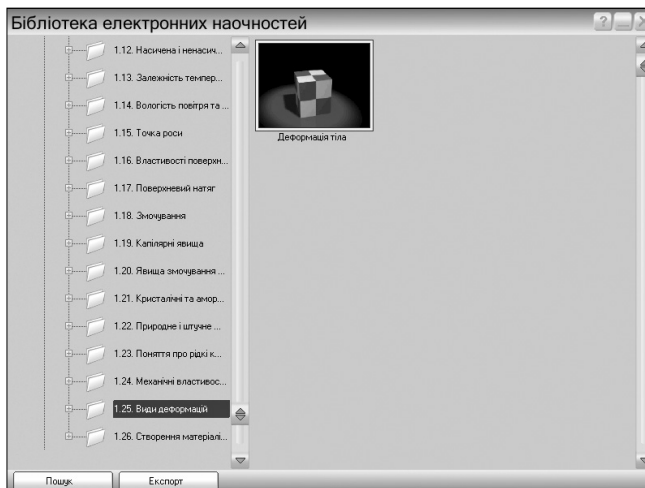 Бібліотека електронних наочностей
1.12. Насичена і ненасич...
1.13. Залежність темпер...
1.14. Вологість повітря та ...
1.15. Точка роси
1.16. Властивості поверхн...
1.17. Поверхневий натяг
1.18. Змочування
1.19. Капілярні явища
1.20. Явища змочування ...
1.21. Кристалічні та амор...
1.22. Природне і штучне ...
1.23. Поняття про рідкі к...
1.24. Механічні властивос...
1.25. Види деформацій
1.26. Створення матеріалі...
Деформація тіла
Пошук
Експорт